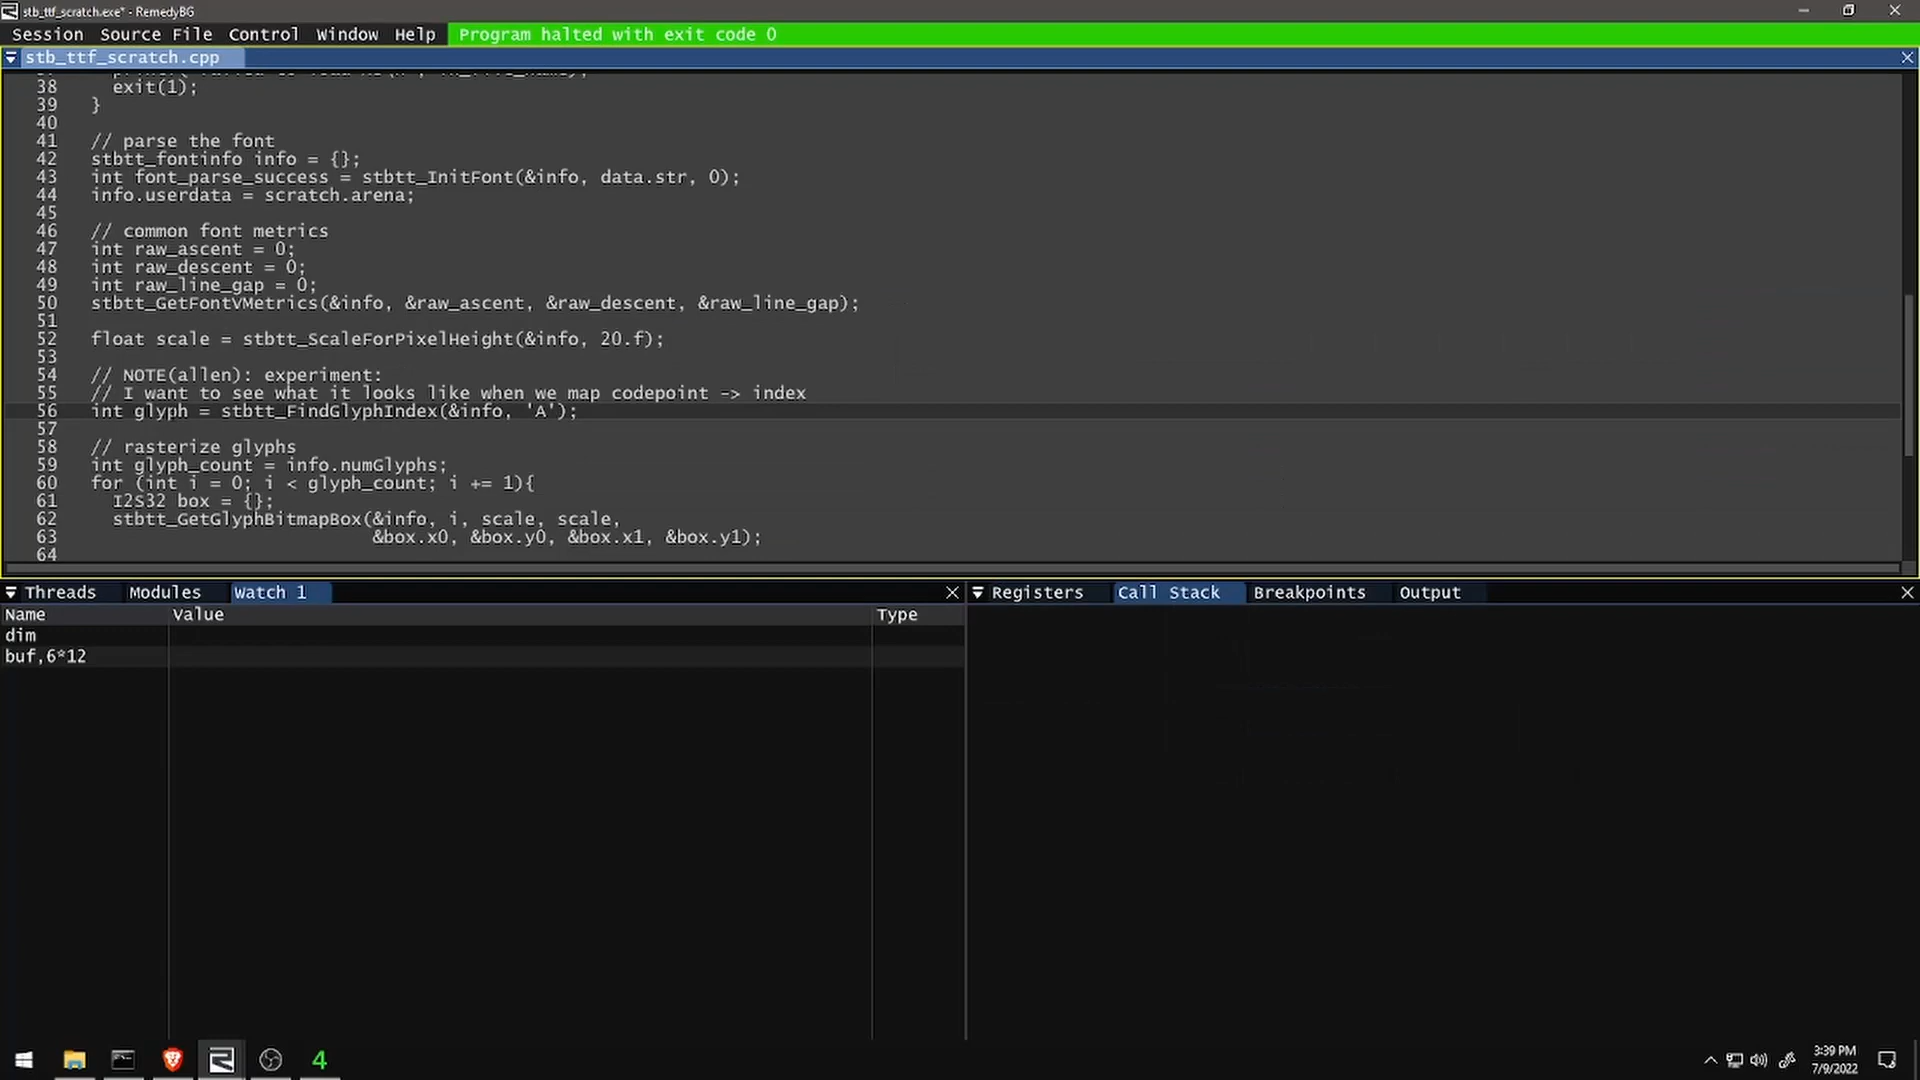 stb_ttf_scratch.exe* - RemedyBG
Session Source File Control Window Help Program halted with exit code 0
stb_ttf_scratch.cpp
38 exit(1);
39 }
40
41 // parse the font
42 stbtt_fontinfo info = {};
43 int font_parse_success = stbtt_InitFont(&info, data.str, 0);
44 info.userdata = scratch.arena;
45
46 // common font metrics
47 int raw_ascent = 0;
48 int raw_descent = 0;
49 int raw_line_gap = 0;
50 stbtt_GetFontVMetrics(&info, &raw_ascent, &raw_descent, &raw_line_gap);
51
52 float scale = stbtt_ScaleForPixelHeight(&info, 20.f);
53
54 // NOTE(allen): experiment:
55 // I want to see what it looks like when we map codepoint -> index
56 int glyph = stbtt_FindGlyphIndex(&info, 'A');
57
58 // rasterize glyphs
59 int glyph_count = info.numGlyphs;
60 for (int i = 0; i < glyph_count; i += 1){
61 I2S32 box = {};
62 stbtt_GetGlyphBitmapBox(&info, i, scale, scale,
63 &box.x0, &box.y0, &box.x1, &box.y1);
64
Threads Modules Watch 1
Name Value Type
dim
buf,6*12
Registers Call Stack Breakpoints Output
4
3:39 PM
7/9/2022